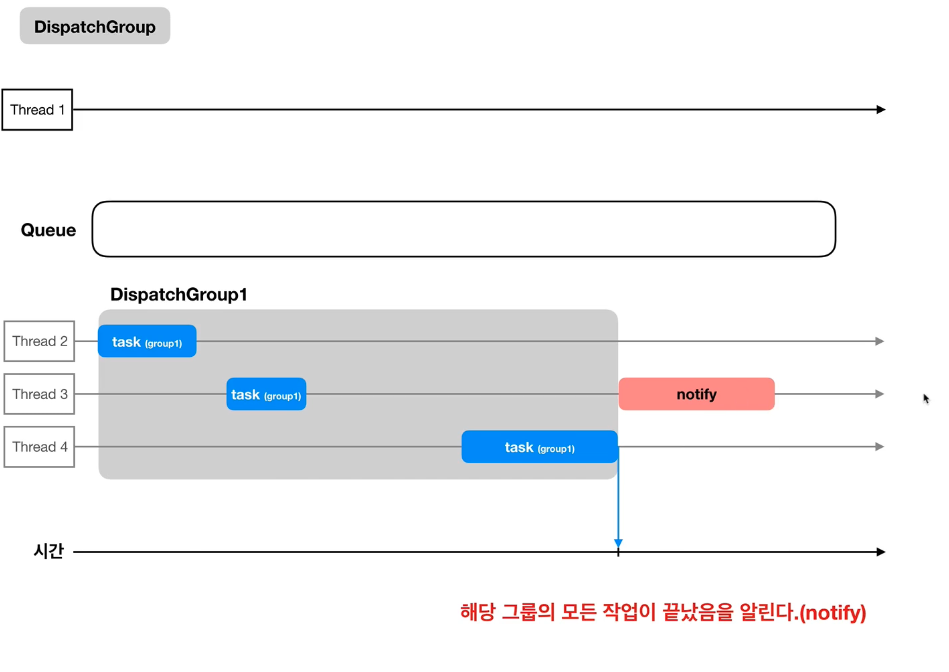 DispatchGroup
Thread 1
Queue
DispatchGroup1
Thread 2
task (group1)
Thread 3
task (group1)
notify
Thread 4
task (group1)
시간
해당 그룹의 모든 작업이 끝났음을 알린다.(notify)